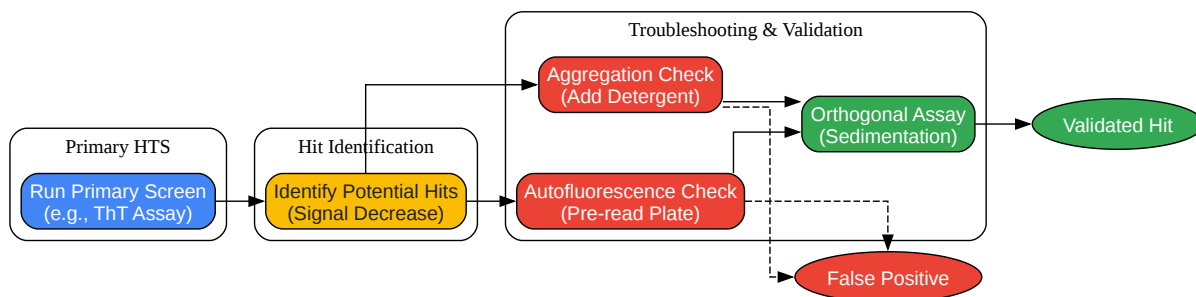 Troubleshooting & Validation
Aggregation Check
(Add Detergent)
Orthogonal Assay
(Sedimentation)
Validated Hit
Primary HTS
Hit Identification
Run Primary Screen
(e.g., ThT Assay)
Identify Potential Hits
(Signal Decrease)
Autofluorescence Check
(Pre-read Plate)
False Positive